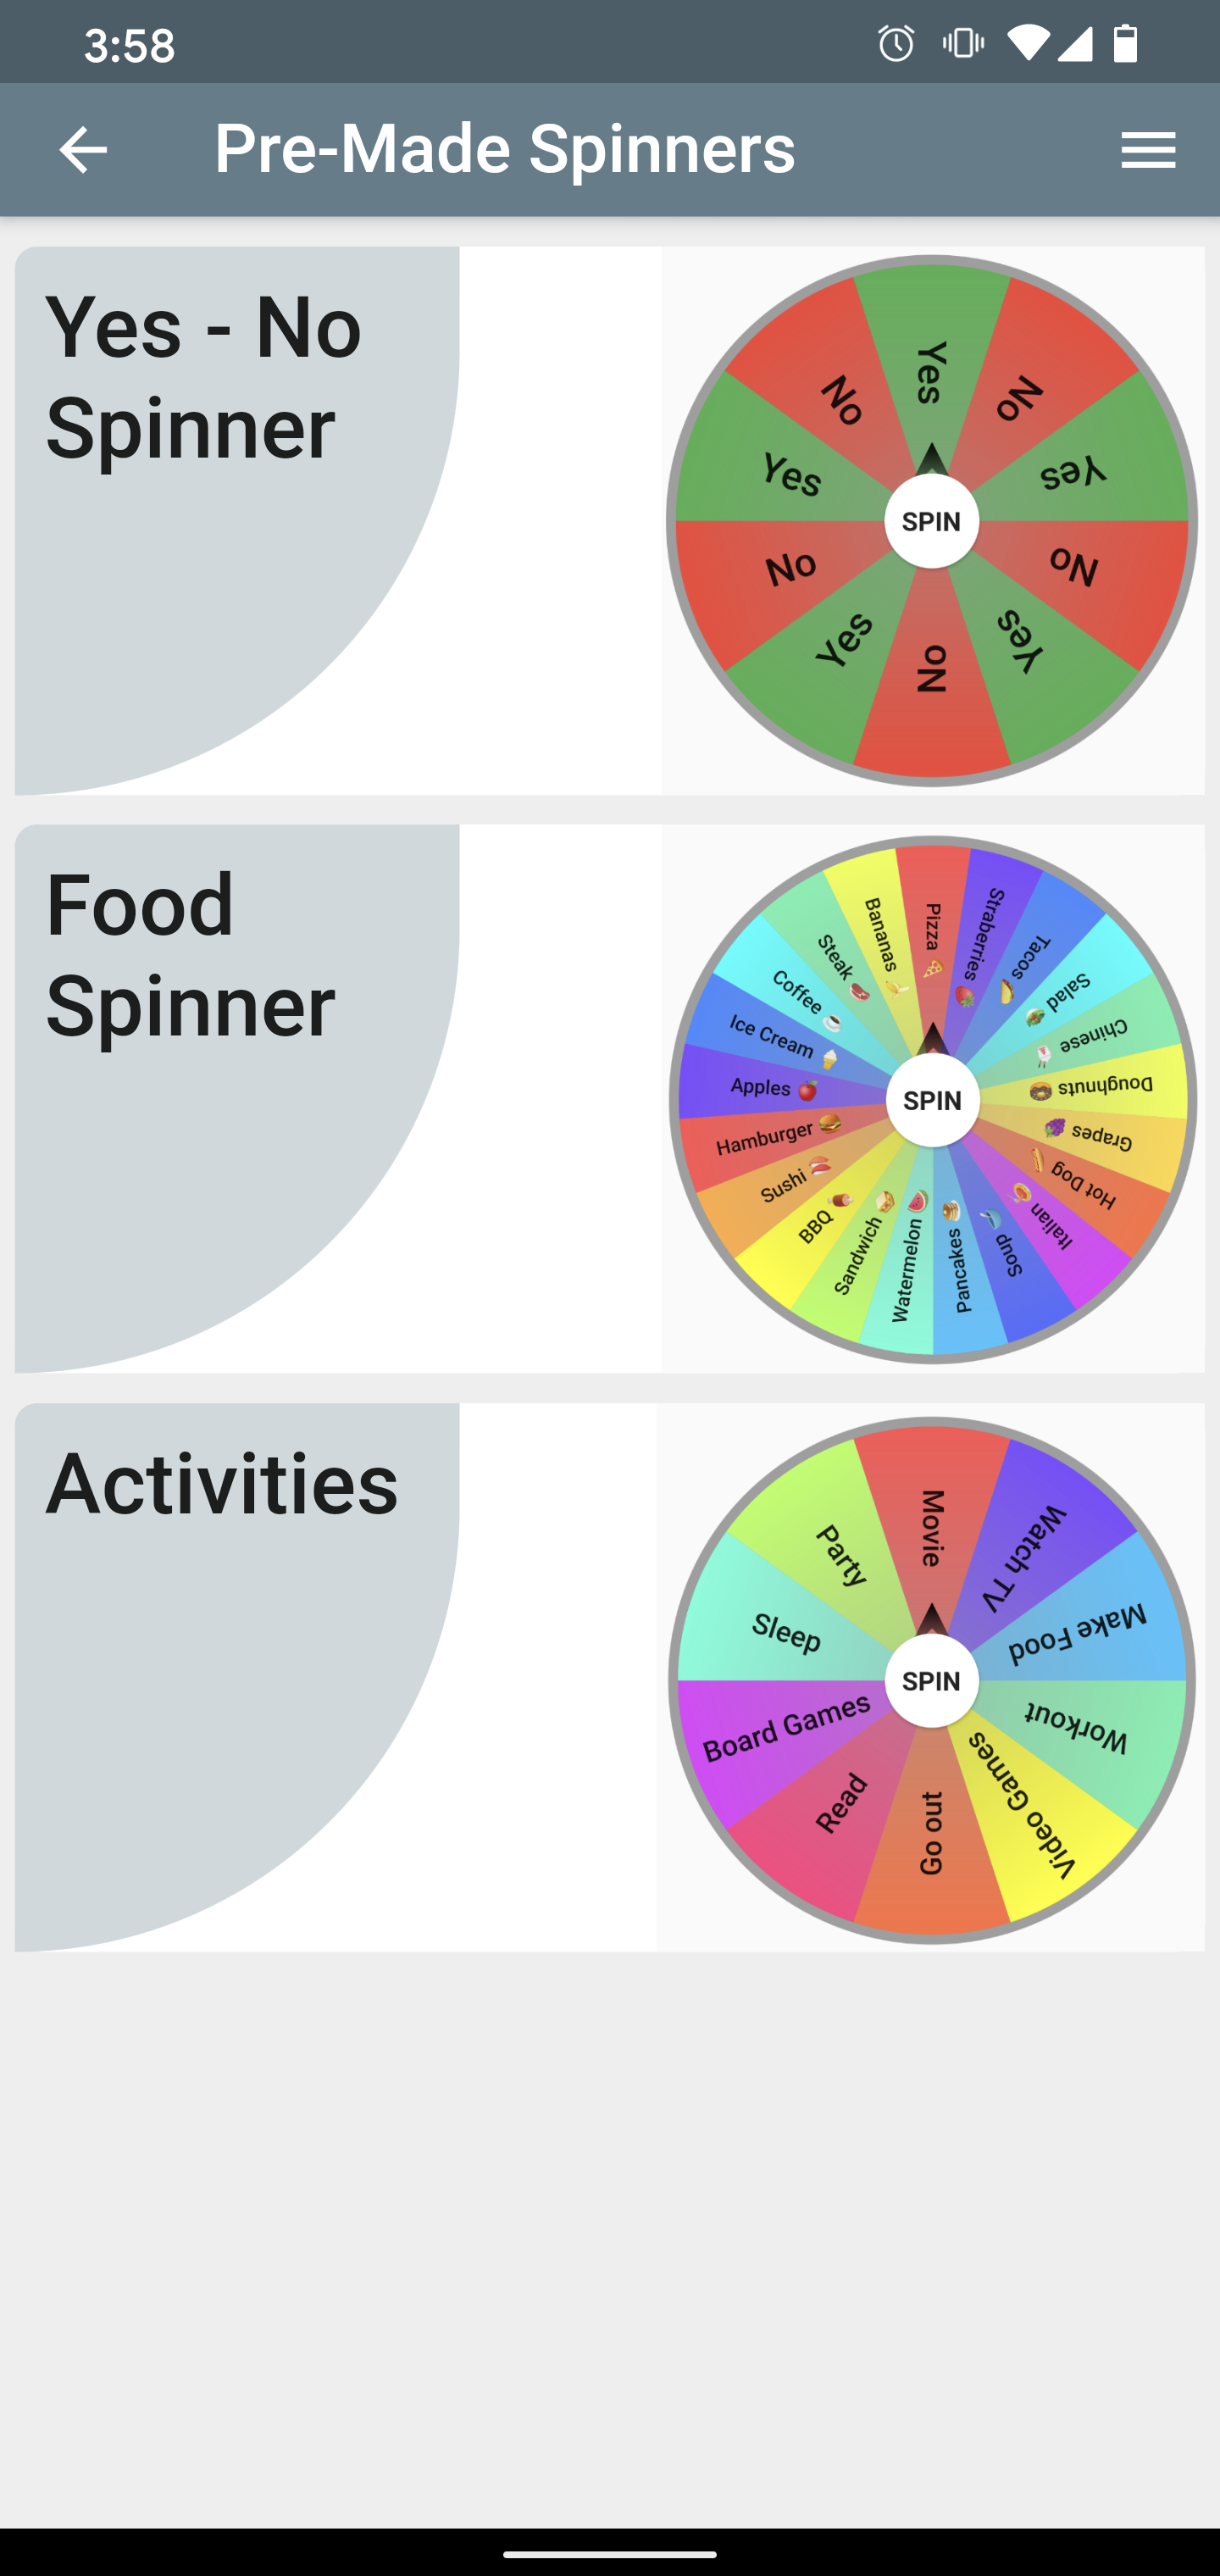 3:58
Pre-Made Spinners
Yes - No
Spinner
Yes
No
Yes
No
Yes
No
Yes
No
Yes
No
SPIN
Food
Spinner
Pizza
Straberries
Tacos
Salad
Chinese
Doughnuts
Grapes
Hot Dog
Italian
Soup
Pancakes
Watermelon
Sandwich
BBQ
Sushi
Hamburger
Apples
Ice Cream
Coffee
Steak
Bananas
SPIN
Activities
Movie
Watch TV
Make Food
Workout
Video Games
Go out
Read
Board Games
Sleep
Party
SPIN